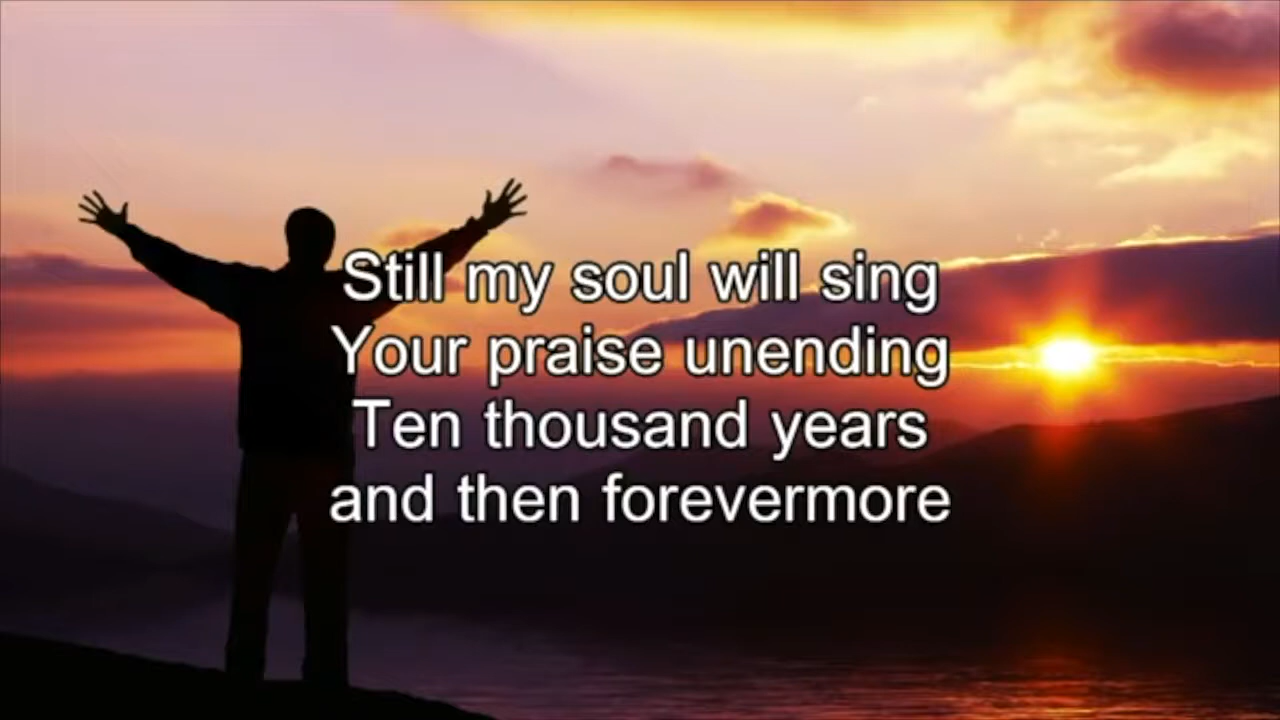 Still my soul will sing
Your praise unending
Ten thousand years
and then forevermore